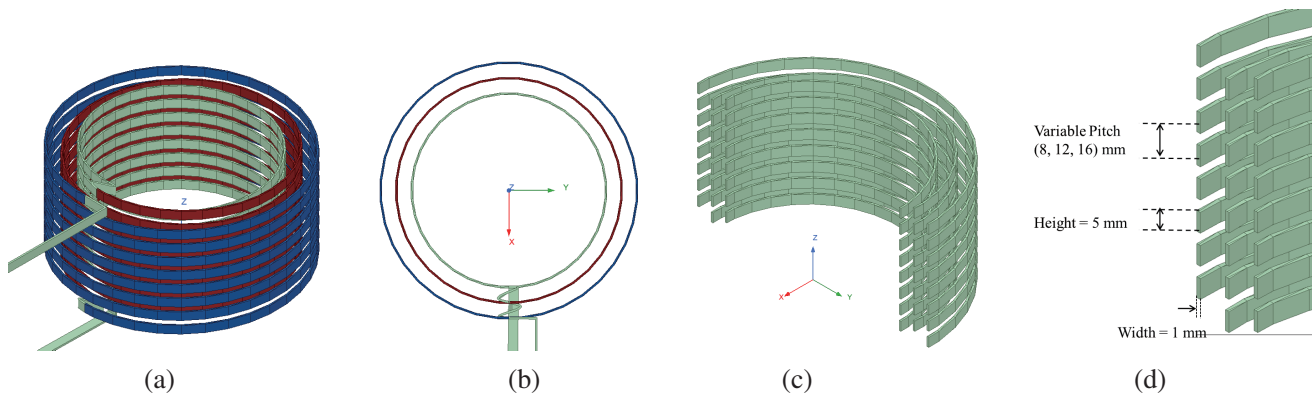 Z
Z
Y
X
Z
X
Y
Variable Pitch
(8, 12, 16) mm
Height = 5 mm
Width = 1 mm
(a)
(b)
(c)
(d)